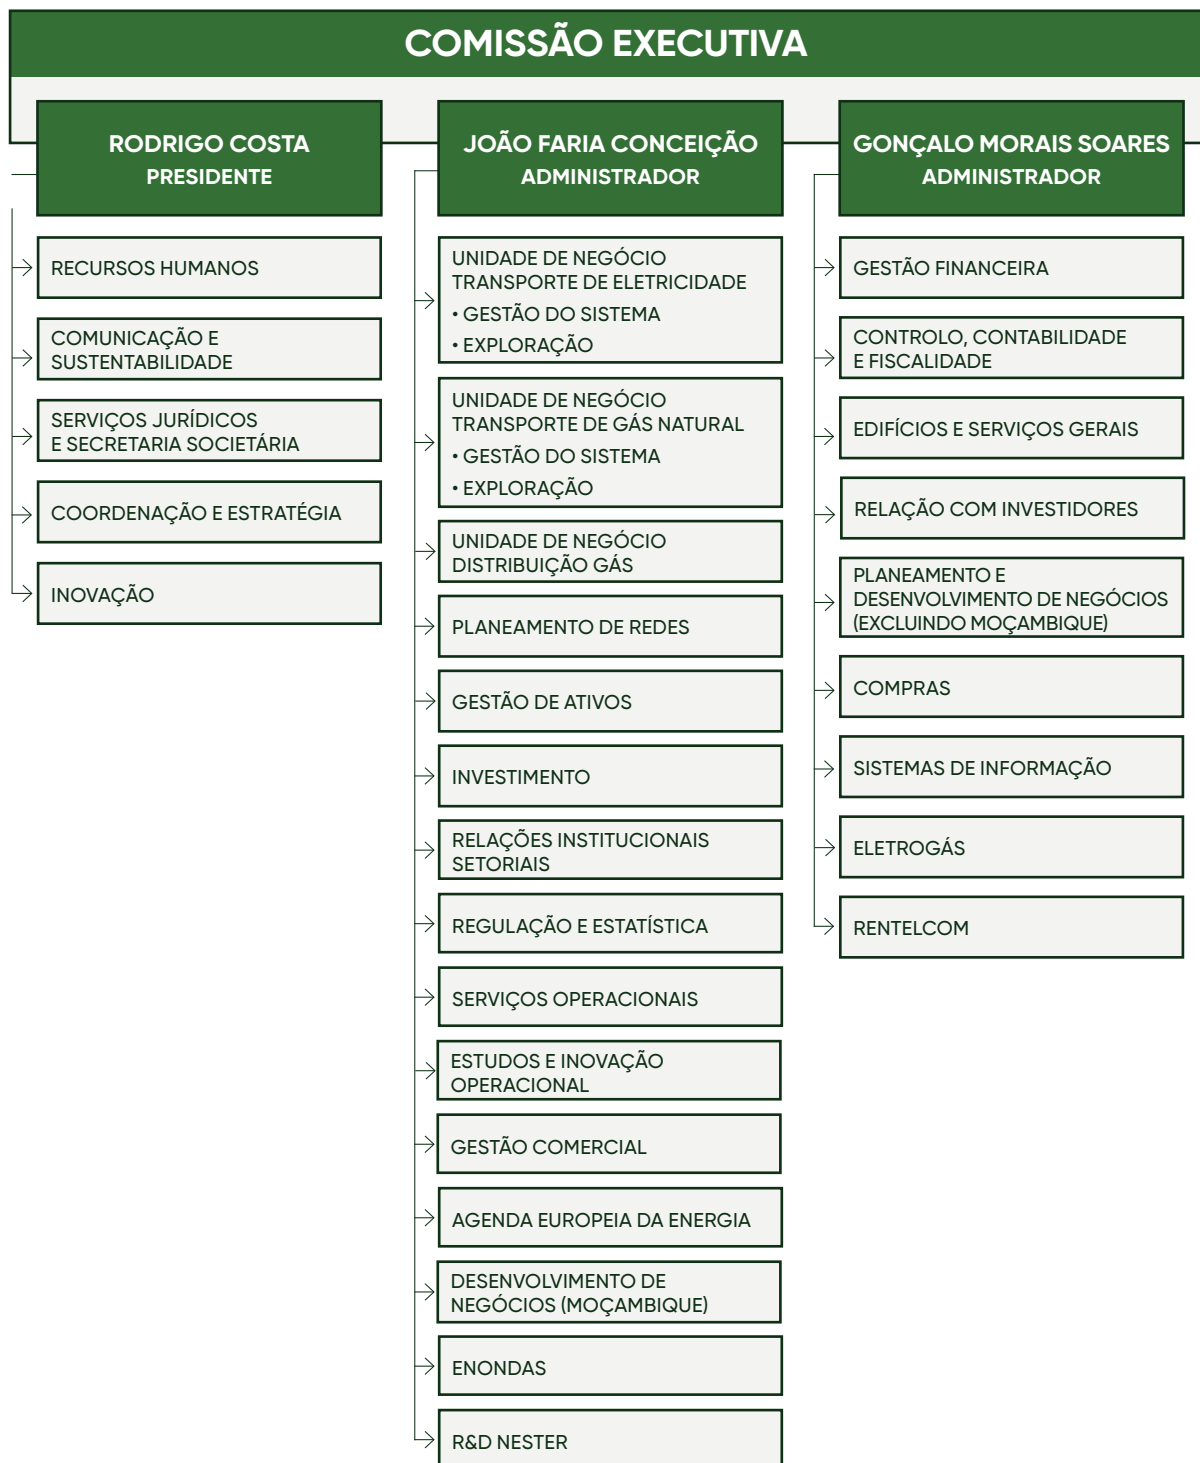 COMISSÃO EXECUTIVA
RODRIGO COSTA
PRESIDENTE
RECURSOS HUMANOS
COMUNICAÇÃO E
SUSTENTABILIDADE
SERVIÇOS JURÍDICOS
E SECRETARIA SOCIETÁRIA
COORDENAÇÃO E ESTRATÉGIA
INOVAÇÃO
JOÃO FARIA CONCEIÇÃO
ADMINISTRADOR
UNIDADE DE NEGÓCIO
TRANSPORTE DE ELETRICIDADE
• GESTÃO DO SISTEMA
• EXPLORAÇÃO
UNIDADE DE NEGÓCIO
TRANSPORTE DE GÁS NATURAL
• GESTÃO DO SISTEMA
• EXPLORAÇÃO
UNIDADE DE NEGÓCIO
DISTRIBUIÇÃO GÁS
PLANEAMENTO DE REDES
GESTÃO DE ATIVOS
INVESTIMENTO
RELAÇÕES INSTITUCIONAIS
SETORIAIS
REGULAÇÃO E ESTATÍSTICA
SERVIÇOS OPERACIONAIS
ESTUDOS E INOVAÇÃO
OPERACIONAL
GESTÃO COMERCIAL
AGENDA EUROPEIA DA ENERGIA
DESENVOLVIMENTO DE
NEGÓCIOS (MOÇAMBIQUE)
ENONDAS
R&D NESTER
GONÇALO MORAIS SOARES
ADMINISTRADOR
GESTÃO FINANCEIRA
CONTROLO, CONTABILIDADE
E FISCALIDADE
EDIFÍCIOS E SERVIÇOS GERAIS
RELAÇÃO COM INVESTIDORES
PLANEAMENTO E
DESENVOLVIMENTO DE NEGÓCIOS
(EXCLUINDO MOÇAMBIQUE)
COMPRAS
SISTEMAS DE INFORMAÇÃO
ELETROGÁS
RENTELCOM